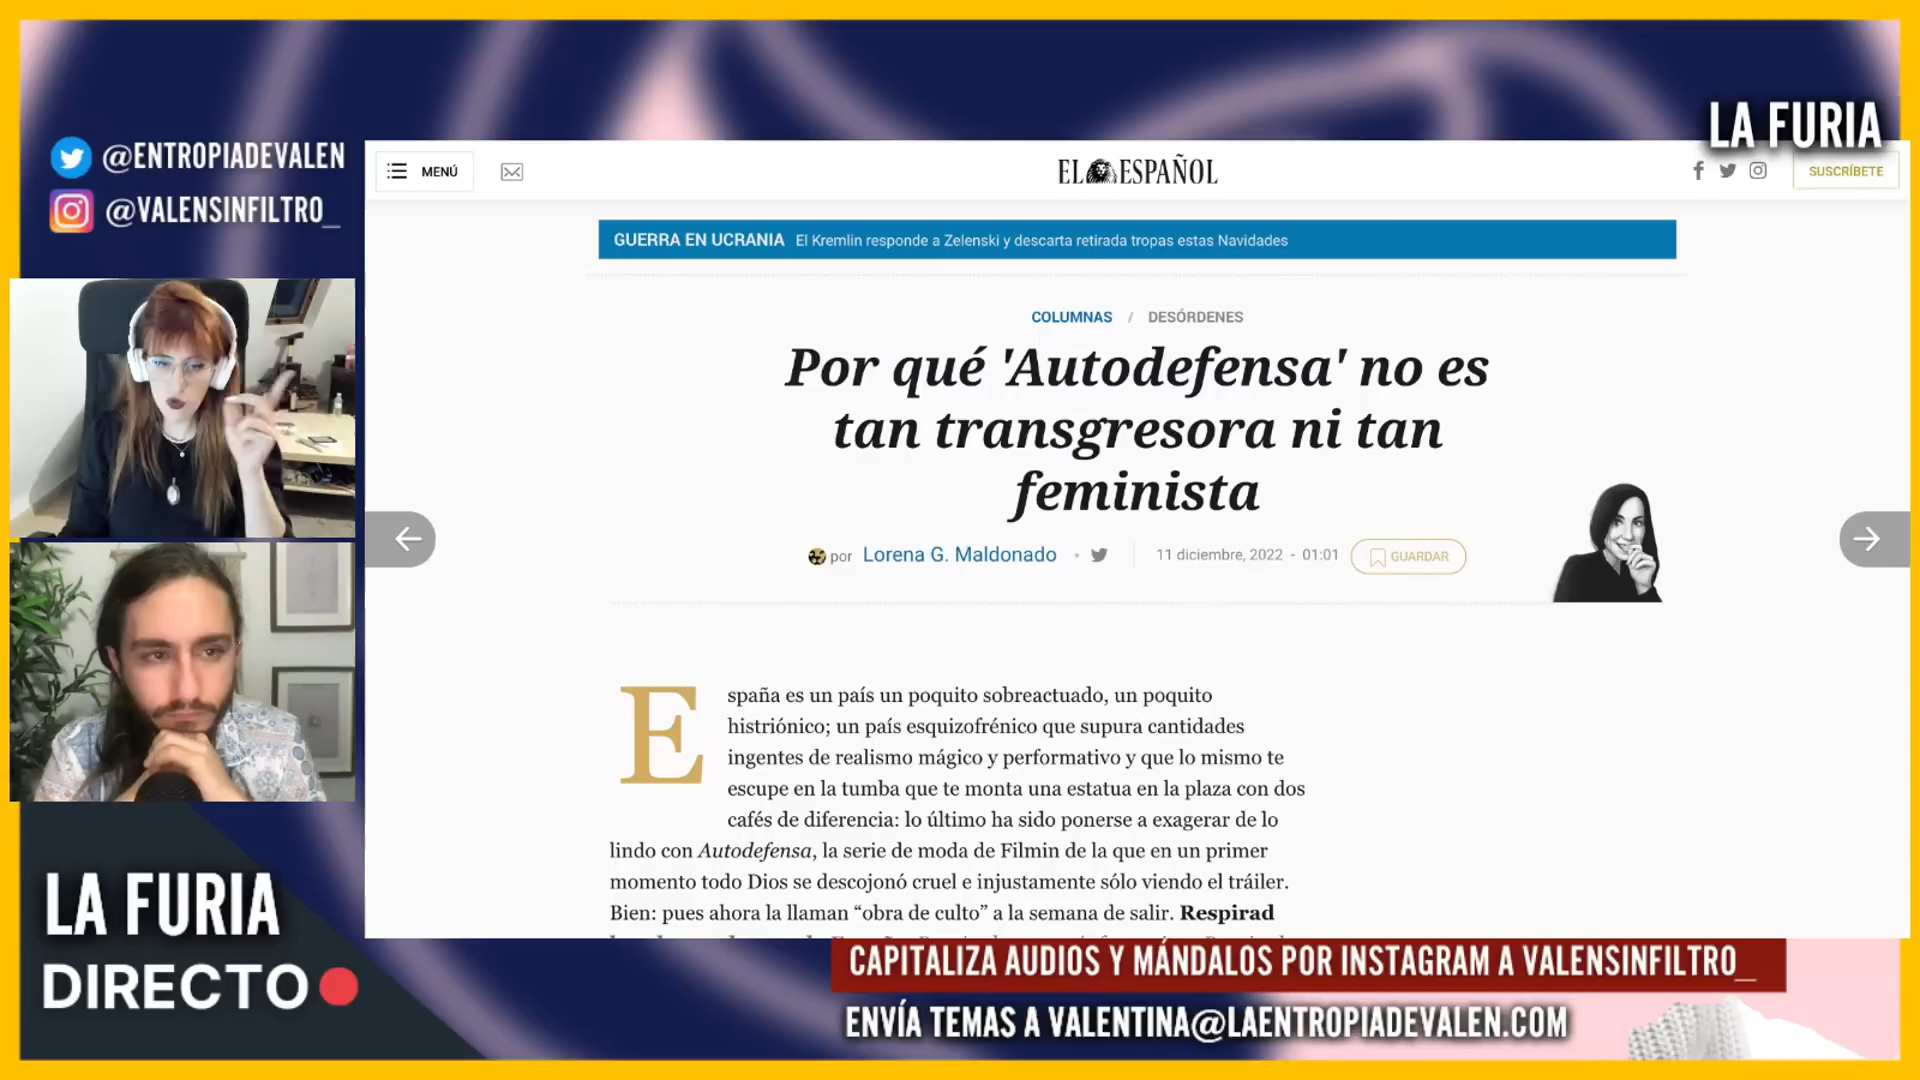 LA FURIA
@ENTROPIADEVALEN
@VALENSINFILTRO_
MENÚ
EL ESPAÑOL
SUSCRÍBETE
GUERRA EN UCRANIA El Kremlin responde a Zelenski y descarta retirada tropas estas Navidades
COLUMNAS / DESÓRDENES
Por qué 'Autodefensa' no es
tan transgresora ni tan
feminista
por Lorena G. Maldonado • 11 diciembre, 2022 - 01:01 GUARDAR
España es un país un poquito sobreactuado, un poquito
histriónico; un país esquizofrénico que supura cantidades
ingentes de realismo mágico y performativo y que lo mismo te
escupe en la tumba que te monta una estatua en la plaza con dos
cafés de diferencia: lo último ha sido ponerse a exagerar de lo
lindo con Autodefensa, la serie de moda de Filmin de la que en un primer
momento todo Dios se descojonó cruel e injustamente sólo viendo el tráiler.
Bien: pues ahora la llaman “obra de culto” a la semana de salir. Respirad
LA FURIA
DIRECTO
CAPITALIZA AUDIOS Y MÁNDALOS POR INSTAGRAM A VALENSINFILTRO_
ENVÍA TEMAS A VALENTINA@LAENTROPIADEVALEN.COM